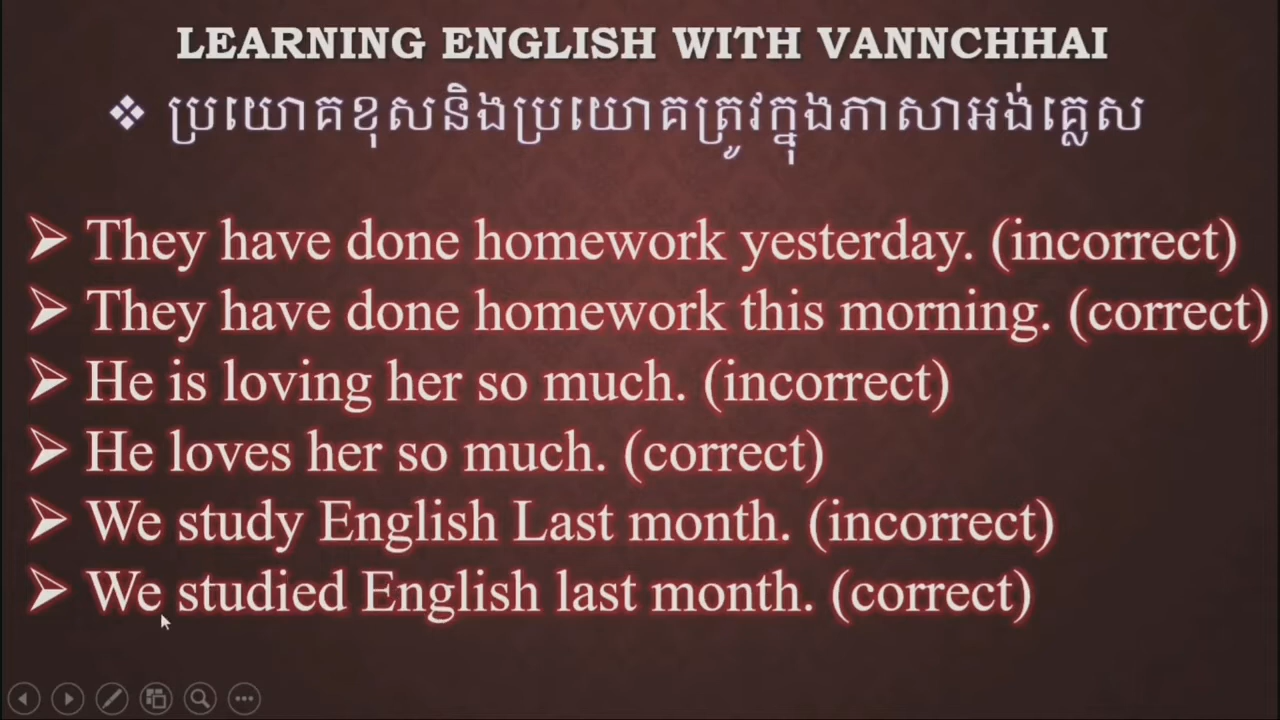 LEARNING ENGLISH WITH VANNCHHAI
❖ ប្រយោគខុសនិងប្រយោគត្រូវក្នុងភាសាអង់គ្លេស
➢ They have done homework yesterday. (incorrect)
➢ They have done homework this morning. (correct)
➢ He is loving her so much. (incorrect)
➢ He loves her so much. (correct)
➢ We study English Last month. (incorrect)
➢ We studied English last month. (correct)